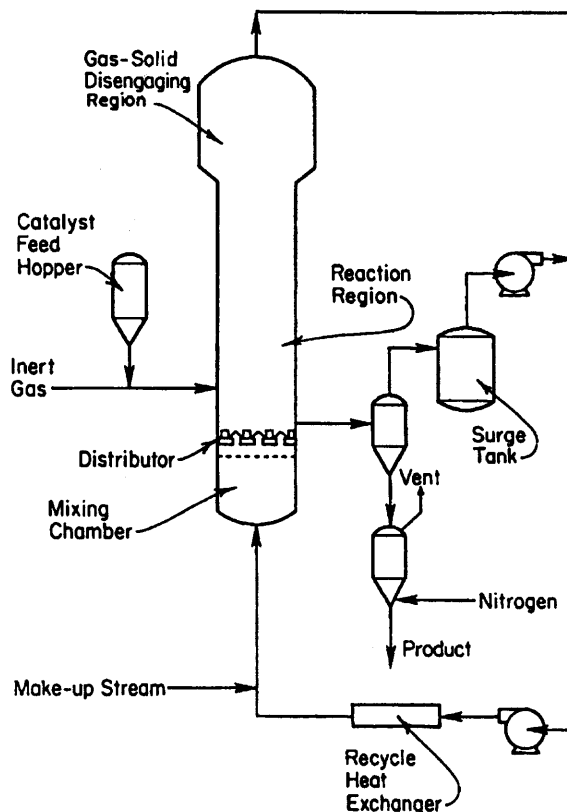 Gas-Solid
Disengaging
Region
Catalyst
Feed
Hopper
Reaction
Region
Inert
Gas
Surge
Tank
Distributor
Vent
Mixing
Chamber
Nitrogen
Product
Make-up Stream
Recycle
Heat
Exchanger